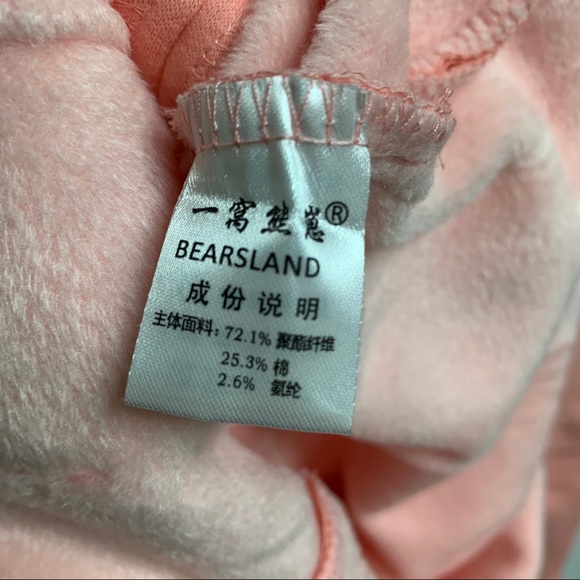 一窝熊崽®
BEARSLAND
成份说明
主体面料：72.1% 聚酯纤维
25.3% 棉
2.6% 氨纶